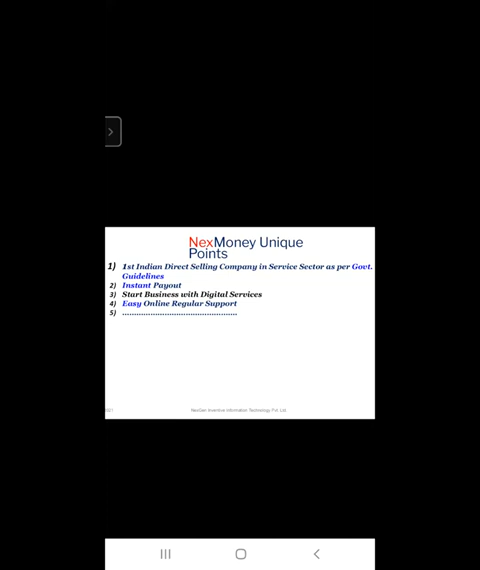 NexMoney Unique
Points
1) 1st Indian Direct Selling Company in Service Sector as per Govt.
Guidelines
2) Instant Payout
3) Start Business with Digital Services
4) Easy Online Regular Support
5) ................................................
NexGen Inventive Information Technology Pvt. Ltd.